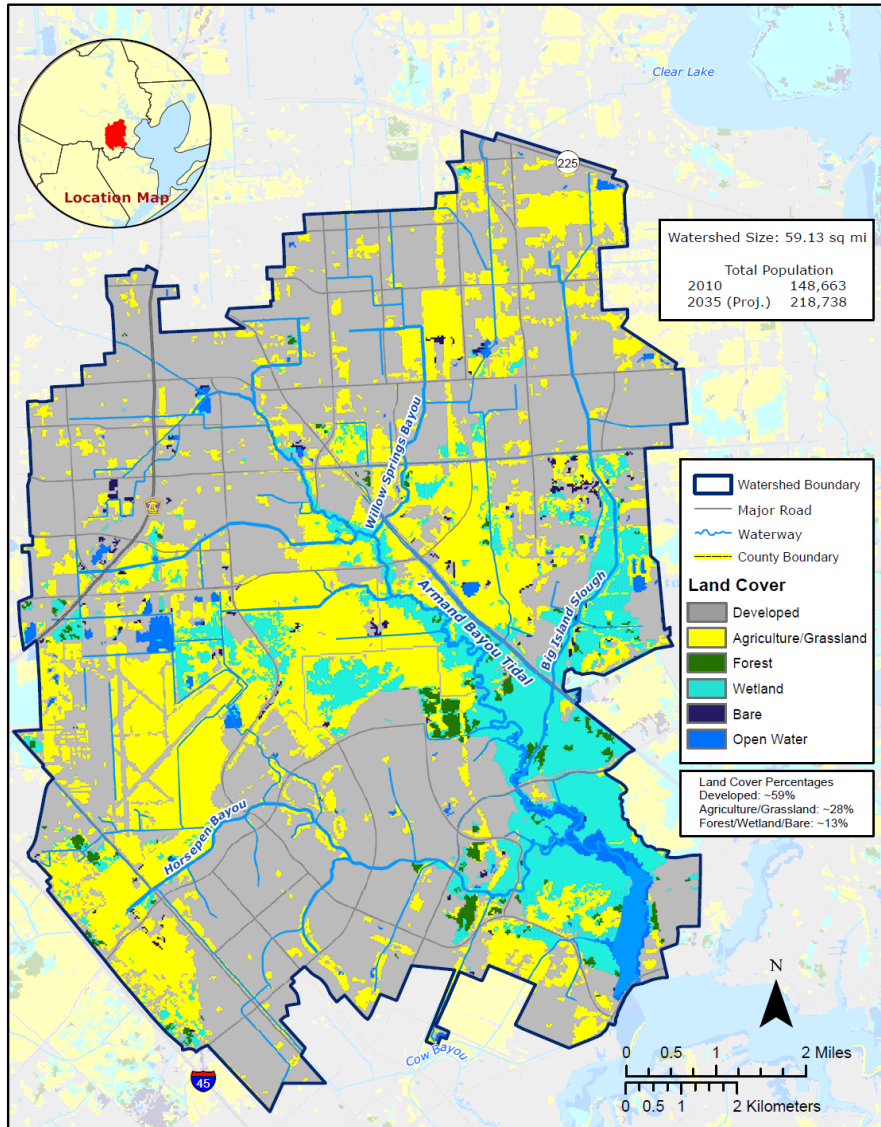 Clear Lake
Location Map
225
Watershed Size: 59.13 sq mi
Total Population
2010 148,663
2035 (Proj.) 218,738
Willow Springs Bayou
Armand Bayou Tidal
Big Island Slough
Horsepen Bayou
Cow Bayou
45
Watershed Boundary
Major Road
Waterway
County Boundary
Land Cover
Developed
Agriculture/Grassland
Forest
Wetland
Bare
Open Water
Land Cover Percentages
Developed: ~59%
Agriculture/Grassland: ~28%
Forest/Wetland/Bare: ~13%
N
0 0.5 1 2 Miles
0 0.5 1 2 Kilometers